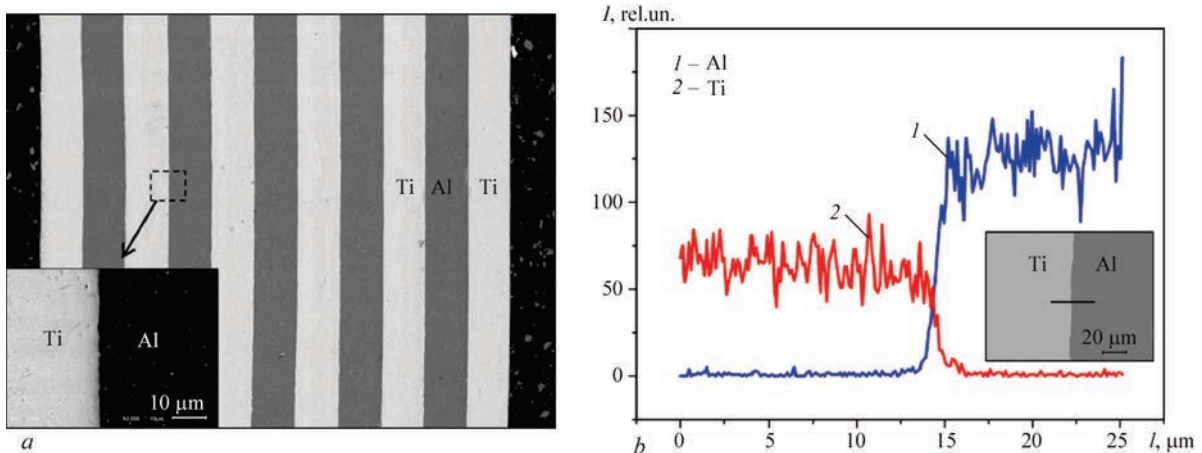 Ti
Al
Ti
Ti
Al
10 μm
a
I, rel.un.
1 – Al
2 – Ti
150
100
50
0
1
2
Ti
Al
20 μm
0
5
10
15
20
25
l, μm
b